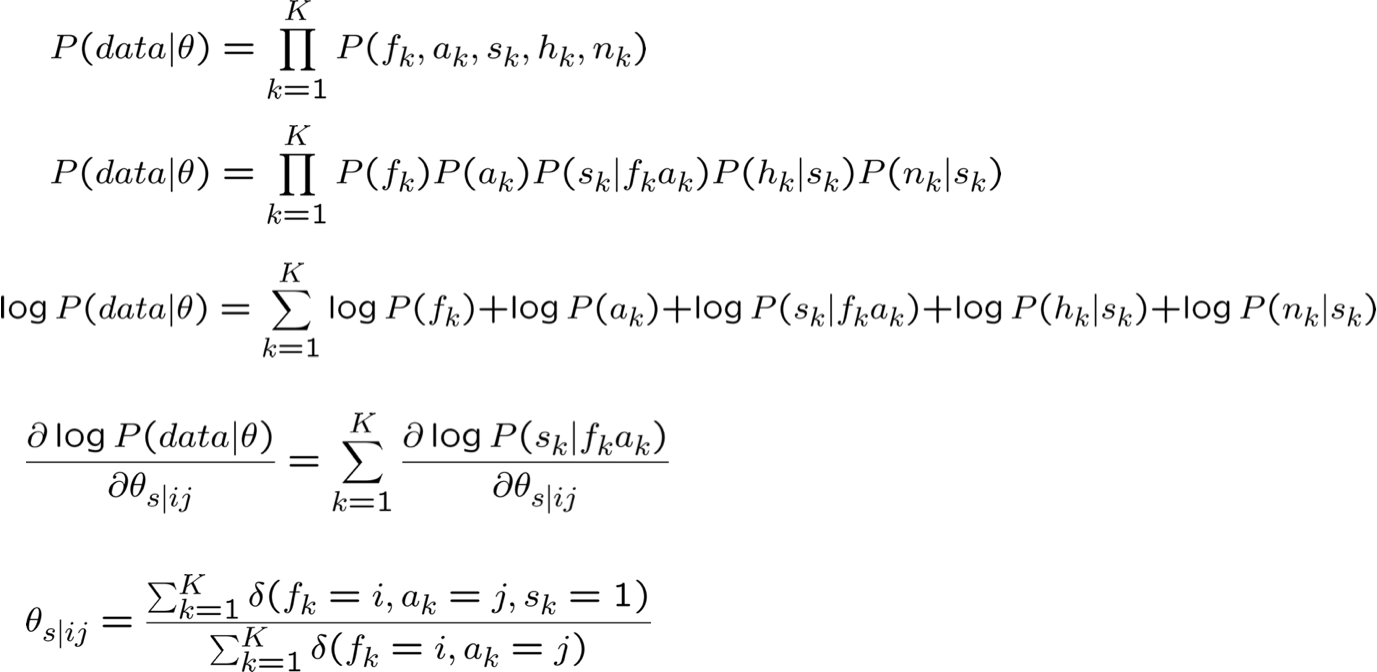 P(data|θ) = ∏_{k=1}^{K} P(f_k, a_k, s_k, h_k, n_k)
P(data|θ) = ∏_{k=1}^{K} P(f_k)P(a_k)P(s_k|f_k a_k)P(h_k|s_k)P(n_k|s_k)
log P(data|θ) = ∑_{k=1}^{K} log P(f_k)+log P(a_k)+log P(s_k|f_k a_k)+log P(h_k|s_k)+log P(n_k|s_k)
∂ log P(data|θ) / ∂θ_{s|ij} = ∑_{k=1}^{K} ∂ log P(s_k|f_k a_k) / ∂θ_{s|ij}
θ_{s|ij} = ∑_{k=1}^{K} δ(f_k = i, a_k = j, s_k = 1) / ∑_{k=1}^{K} δ(f_k = i, a_k = j)